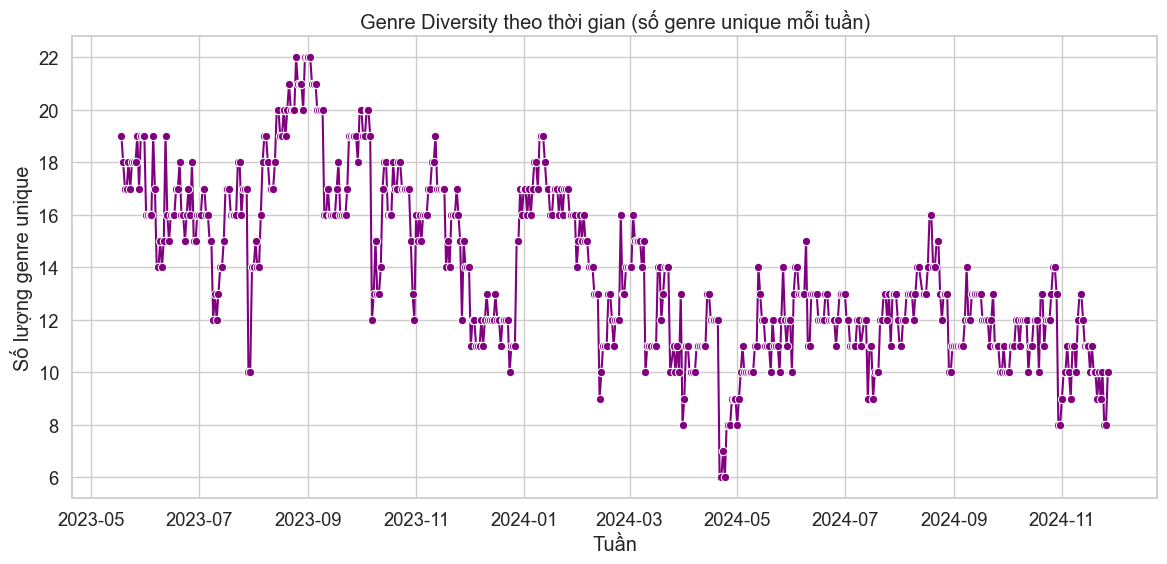 Genre Diversity theo thời gian (số genre unique mỗi tuần)
Số lượng genre unique
22
20
18
16
14
12
10
8
6
2023-05 2023-07 2023-09 2023-11 2024-01 2024-03 2024-05 2024-07 2024-09 2024-11
Tuần